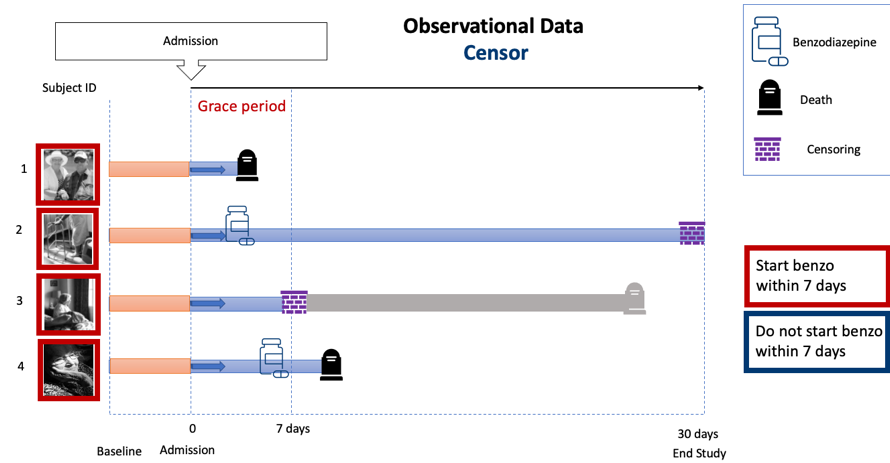 Observational Data
Censor
Admission
Benzodiazepine
Death
Censoring
Subject ID
Grace period
1
2
3
4
Start benzo
within 7 days
Do not start benzo
within 7 days
0
7 days
30 days
Baseline
Admission
End Study